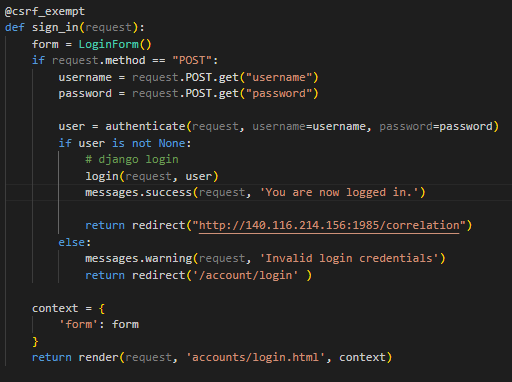 @csrf_exempt
def sign_in(request):
    form = LoginForm()
    if request.method == "POST":
        username = request.POST.get("username")
        password = request.POST.get("password")

        user = authenticate(request, username=username, password=password)
        if user is not None:
            # django login
            login(request, user)
            messages.success(request, 'You are now logged in.')

            return redirect("http://140.116.214.156:1985/correlation")
        else:
            messages.warning(request, 'Invalid login credentials')
            return redirect('/account/login' )

    context = {
        'form': form
    }
    return render(request, 'accounts/login.html', context)